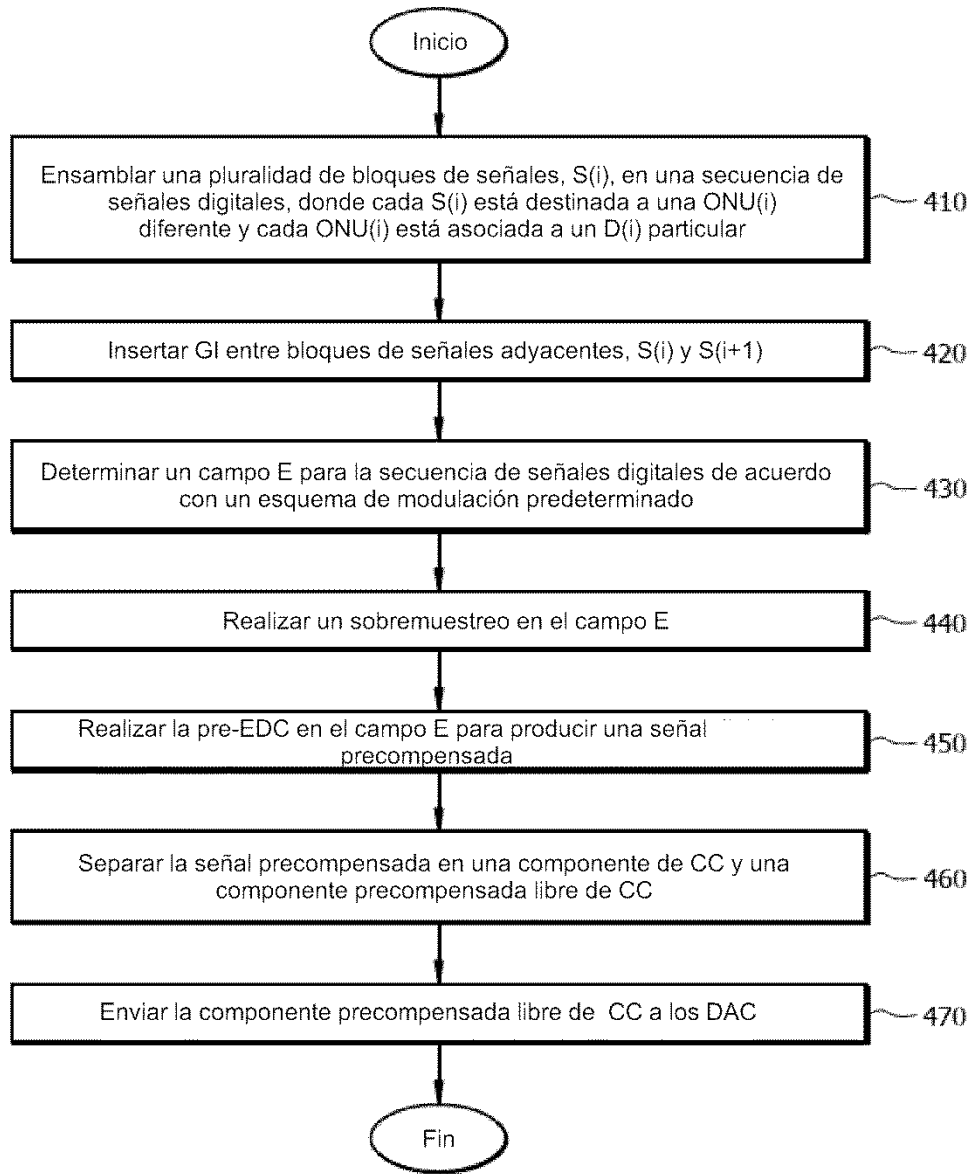 Inicio
Ensamblar una pluralidad de bloques de señales, S(i), en una secuencia de
señales digitales, donde cada S(i) está destinada a una ONU(i)
diferente y cada ONU(i) está asociada a un D(i) particular
410
Insertar GI entre bloques de señales adyacentes, S(i) y S(i+1)
420
Determinar un campo E para la secuencia de señales digitales de acuerdo
con un esquema de modulación predeterminado
430
Realizar un sobremuestreo en el campo E
440
Realizar la pre-EDC en el campo E para producir una señal
precompensada
450
Separar la señal precompensada en una componente de CC y una
componente precompensada libre de CC
460
Enviar la componente precompensada libre de CC a los DAC
470
Fin